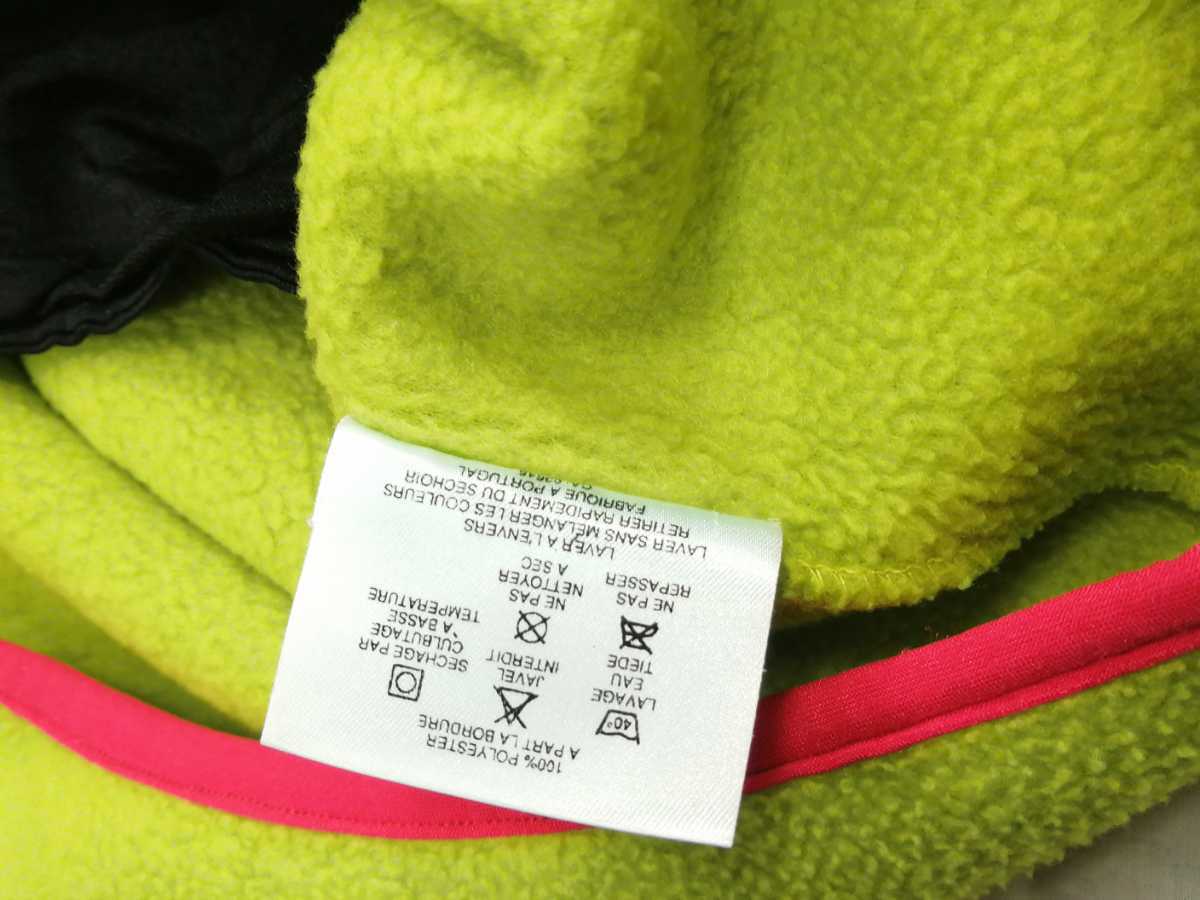 100% POLYESTER
A PART LA BORDURE
40°
LAVAGE
EAU
TIEDE
JAVEL
INTERDIT
SECHAGE PAR
CULBUTAGE
A BASSE
TEMPERATURE
NE PAS
REPASSER
NE PAS
NETTOYER
A SEC
LAVER À L'ENVERS
LAVER SANS MÉLANGER LES COULEURS
RETIRER RAPIDEMENT DU SECHOIR
FABRIQUE A PORTUGAL